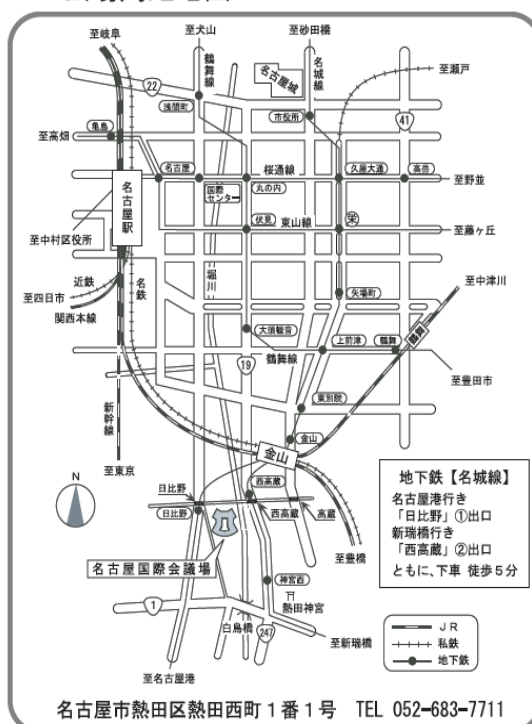 至岐阜
至犬山
至砂田橋
鶴舞線
名古屋城
名城線
至瀬戸
22
浅間町
市役所
41
亀島
至高畑
名古屋
桜通線
久屋大通
高岳
名古屋駅
国際センター
丸の内
至野並
伏見
東山線
栄
至藤ヶ丘
至中村区役所
近鉄
名鉄
堀川
至中津川
至四日市
矢場町
関西本線
大須観音
上前津
鶴舞
鶴舞
19
鶴舞線
至豊田市
新幹線
東別院
金山
金山
至東京
N
日比野
西高蔵
日比野
西高蔵
高蔵
地下鉄【名城線】
名古屋港行き
「日比野」①出口
新瑞橋行き
「西高蔵」②出口
ともに、下車 徒歩5分
至豊橋
名古屋国際会議場
神宮西
熱田神宮
1
白鳥橋
247
至新瑞橋
JR
私鉄
地下鉄
至名古屋港
名古屋市熱田区熱田西町1番1号 TEL 052-683-7711